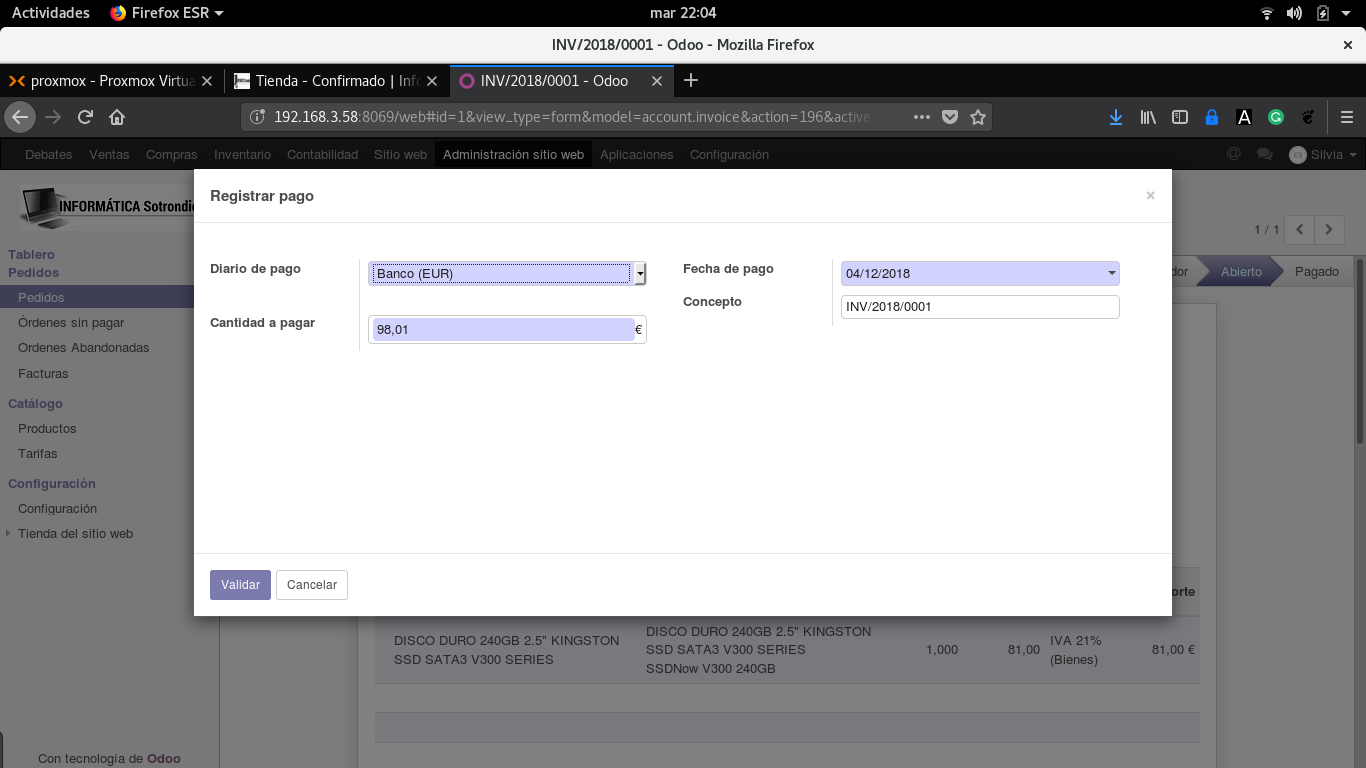 Actividades
Firefox ESR
mar 22:04
INV/2018/0001 - Odoo - Mozilla Firefox
proxmox - Proxmox Virtua
Tienda - Confirmado | Info
INV/2018/0001 - Odoo
192.168.3.58:8069/web#id=1&view_type=form&model=account.invoice&action=196&active
Debates
Ventas
Compras
Inventario
Contabilidad
Sitio web
Administración sitio web
Aplicaciones
Configuración
Silvia
INFORMÁTICA Sotrondi
1 / 1
Abierto
Pagado
Tablero
Pedidos
Pedidos
Órdenes sin pagar
Ordenes Abandonadas
Facturas
Catálogo
Productos
Tarifas
Configuración
Configuración
Tienda del sitio web
Con tecnología de Odoo
Registrar pago
Diario de pago
Banco (EUR)
Cantidad a pagar
98,01
€
Fecha de pago
04/12/2018
Concepto
INV/2018/0001
Validar
Cancelar
orte
DISCO DURO 240GB 2.5" KINGSTON
SSD SATA3 V300 SERIES
DISCO DURO 240GB 2.5" KINGSTON
SSD SATA3 V300 SERIES
SSDNow V300 240GB
1,000
81,00
IVA 21%
(Bienes)
81,00 €